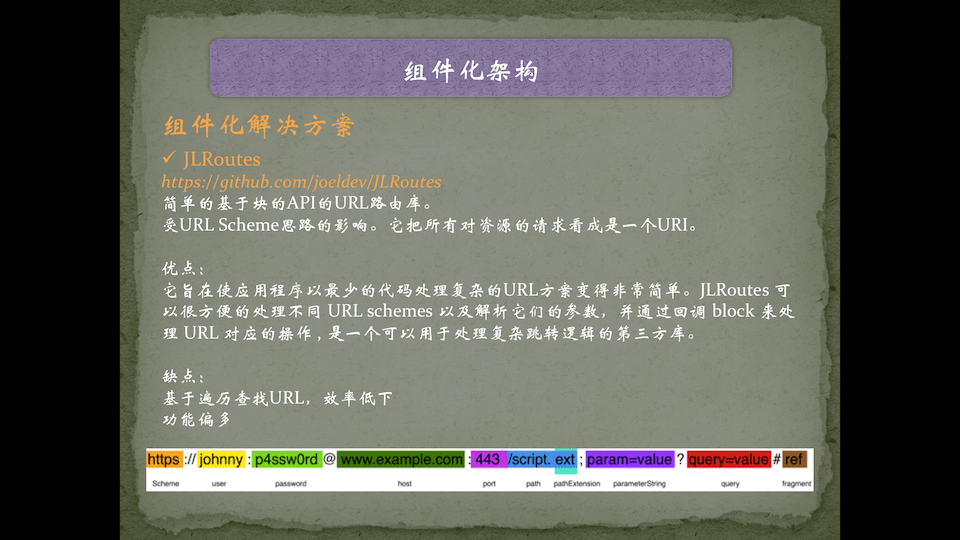 组件化架构
组件化解决方案
✓ JLRoutes
https://github.com/joeldev/JLRoutes
简单的基于块的API的URL路由库。
受URL Scheme思路的影响。它把所有对资源的请求看成是一个URI。
优点：
它旨在使应用程序以最少的代码处理复杂的URL方案变得非常简单。JLRoutes 可
以很方便的处理不同 URL schemes 以及解析它们的参数，并通过回调 block 来处
理 URL 对应的操作，是一个可以用于处理复杂跳转逻辑的第三方库。
缺点：
基于遍历查找URL，效率低下
功能偏多
https://johnny:p4ssw0rd@www.example.com:443/script.ext;param=value?query=value#ref
Scheme user password host port path pathExtension parameterString query fragment